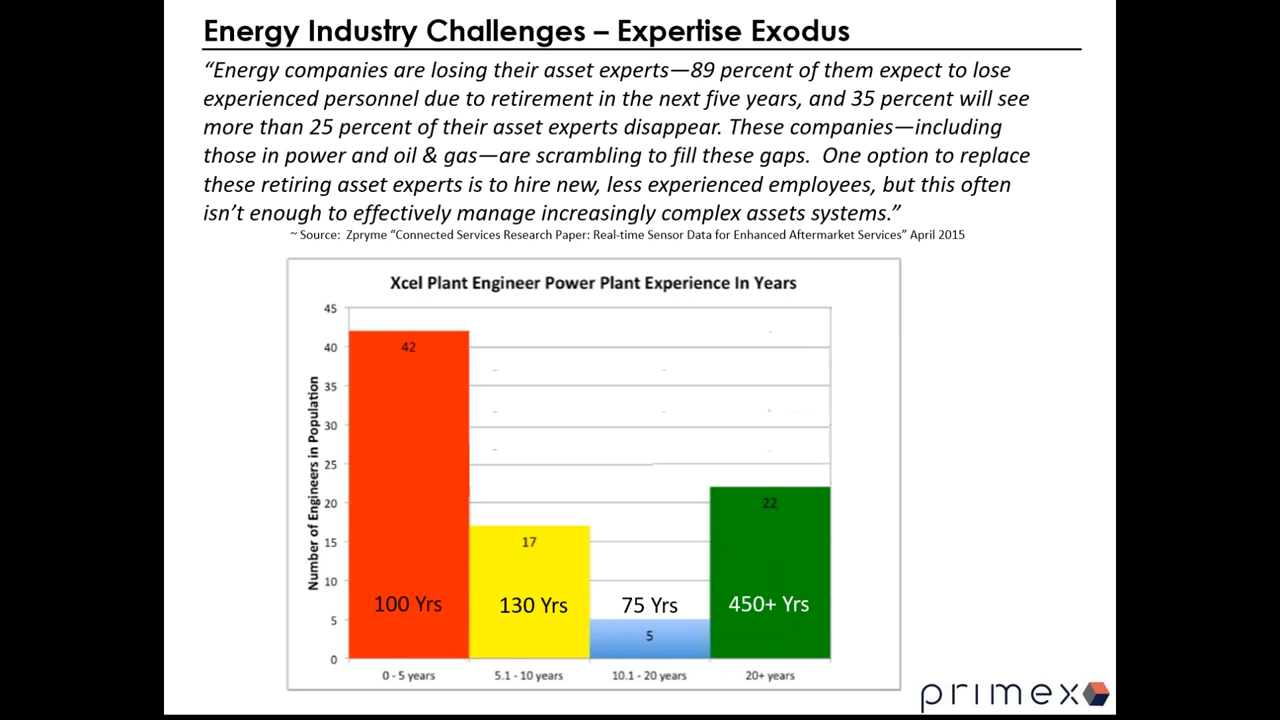 Energy Industry Challenges – Expertise Exodus
“Energy companies are losing their asset experts—89 percent of them expect to lose
experienced personnel due to retirement in the next five years, and 35 percent will see
more than 25 percent of their asset experts disappear. These companies—including
those in power and oil & gas—are scrambling to fill these gaps.  One option to replace
these retiring asset experts is to hire new, less experienced employees, but this often
isn’t enough to effectively manage increasingly complex assets systems.”
~ Source:  Zpryme “Connected Services Research Paper: Real-time Sensor Data for Enhanced Aftermarket Services” April 2015
Xcel Plant Engineer Power Plant Experience In Years
Number of Engineers in Population
45
40
35
30
25
20
15
10
5
0
42
17
5
22
100 Yrs
130 Yrs
75 Yrs
450+ Yrs
0 - 5 years
5.1 - 10 years
10.1 - 20 years
20+ years
primex